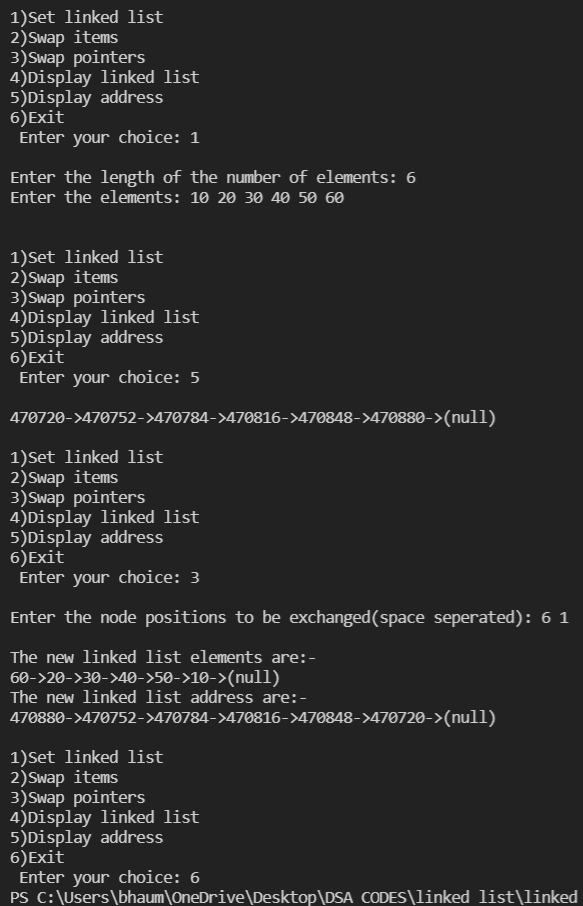 1)Set linked list
2)Swap items
3)Swap pointers
4)Display linked list
5)Display address
6)Exit
 Enter your choice: 1

Enter the length of the number of elements: 6
Enter the elements: 10 20 30 40 50 60

1)Set linked list
2)Swap items
3)Swap pointers
4)Display linked list
5)Display address
6)Exit
 Enter your choice: 5

470720->470752->470784->470816->470848->470880->(null)

1)Set linked list
2)Swap items
3)Swap pointers
4)Display linked list
5)Display address
6)Exit
 Enter your choice: 3

Enter the node positions to be exchanged(space seperated): 6 1

The new linked list elements are:-
60->20->30->40->50->10->(null)
The new linked list address are:-
470880->470752->470784->470816->470848->470720->(null)

1)Set linked list
2)Swap items
3)Swap pointers
4)Display linked list
5)Display address
6)Exit
 Enter your choice: 6
PS C:\Users\bhaum\OneDrive\Desktop\DSA CODES\linked list\linked